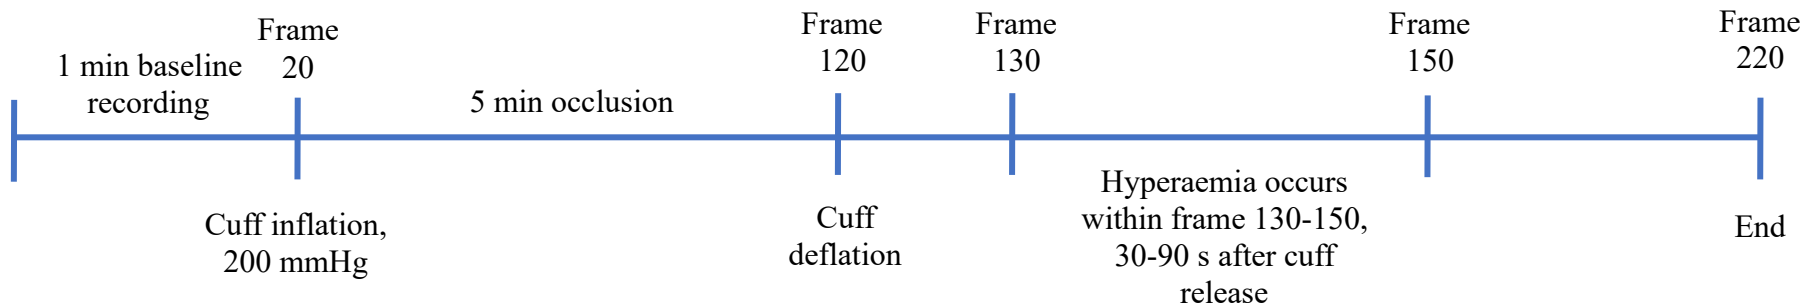 1 min baseline
recording
Frame
20
5 min occlusion
Frame
120
Frame
130
Frame
150
Frame
220
Cuff inflation,
200 mmHg
Cuff
deflation
Hyperaemia occurs
within frame 130-150,
30-90 s after cuff
release
End